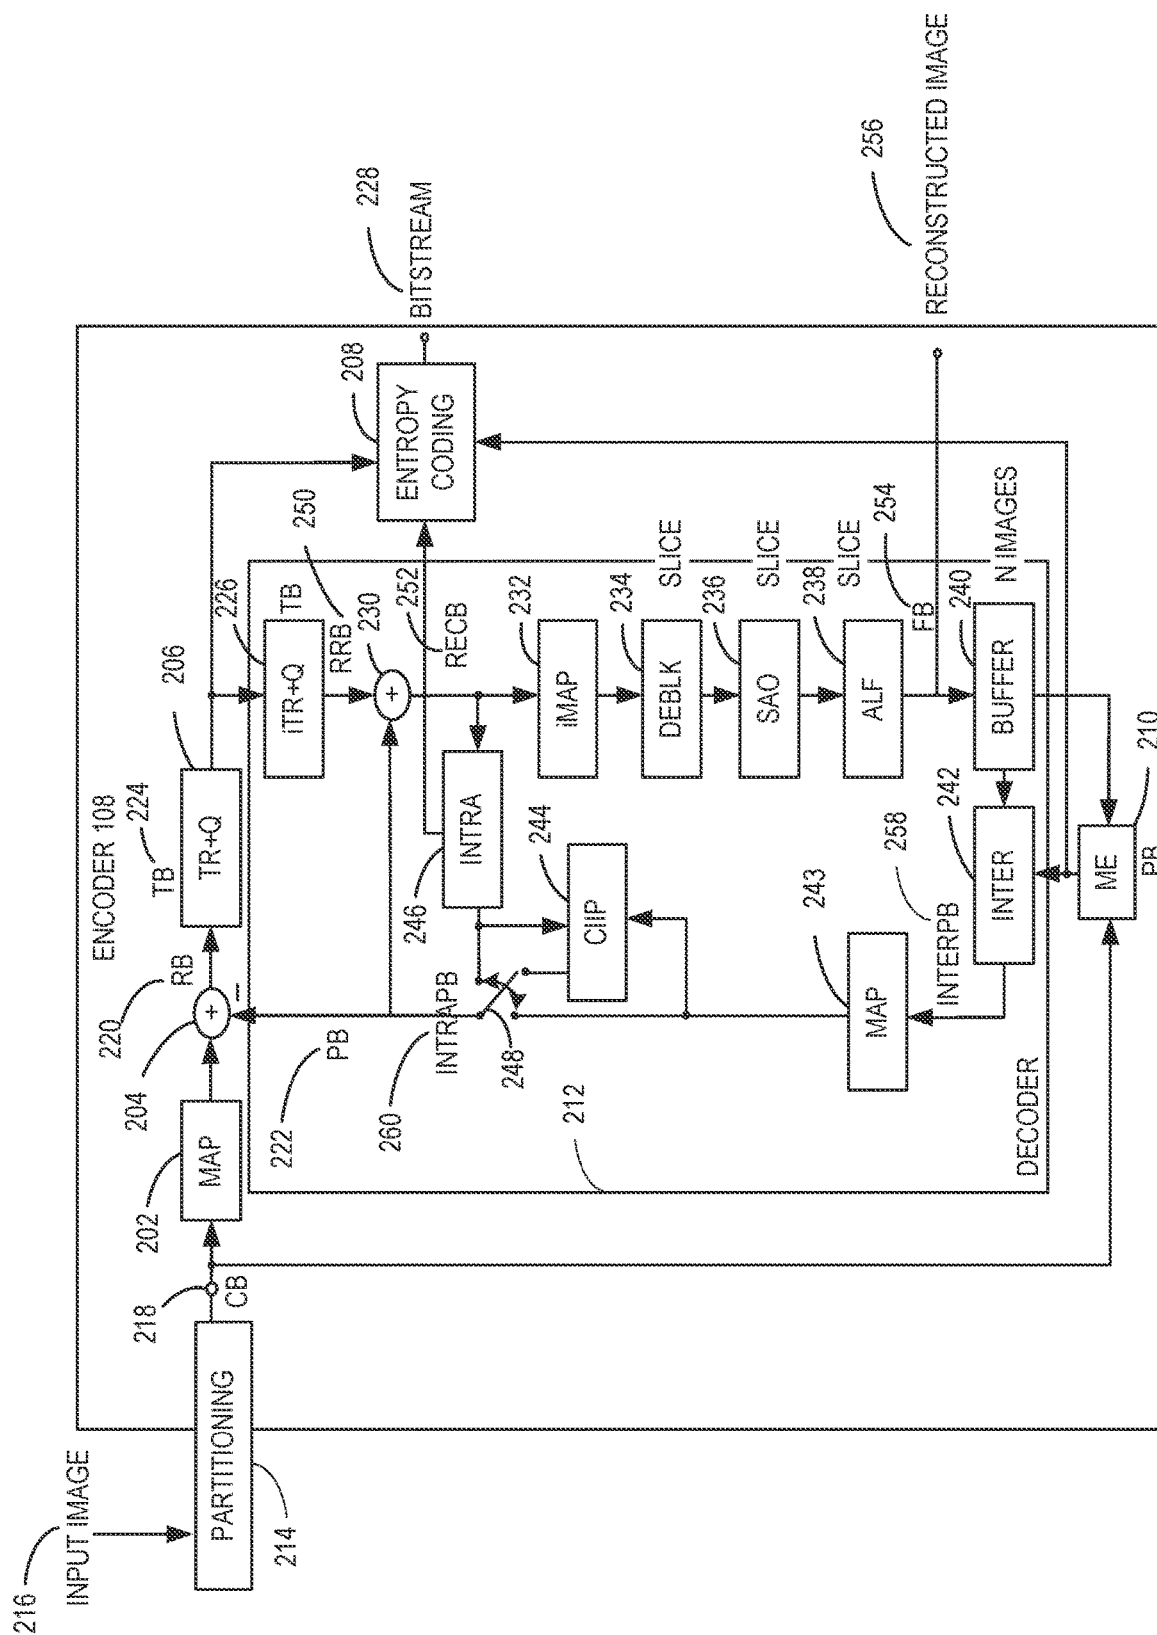 216
INPUT IMAGE
PARTITIONING
214
218
CB
ENCODER 108
202
MAP
204
220
RB
TB
224
TR+Q
206
222
PB
226
iTR+Q
TB
RRB
250
230
252
RECB
ENTROPY
CODING
208
BITSTREAM
228
260
INTRAPB
248
246
INTRA
244
CIIP
iMAP
232
DEBLK
234
SLICE
SAO
236
SLICE
ALF
238
SLICE
FB
254
256
RECONSTRUCTED IMAGE
212
DECODER
243
MAP
258
INTERPB
242
INTER
BUFFER
240
N IMAGES
ME
PB
210
+
+
−